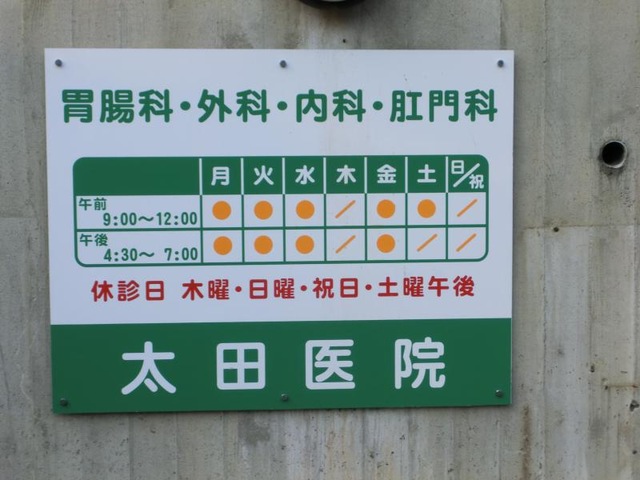 胃腸科・外科・内科・肛門科
月 火 水 木 金 土 日/祝
午前 9:00～12:00 ● ● ● ／ ● ● ／
午後 4:30～ 7:00 ● ● ● ／ ● ／ ／
休診日 木曜・日曜・祝日・土曜午後
太田医院